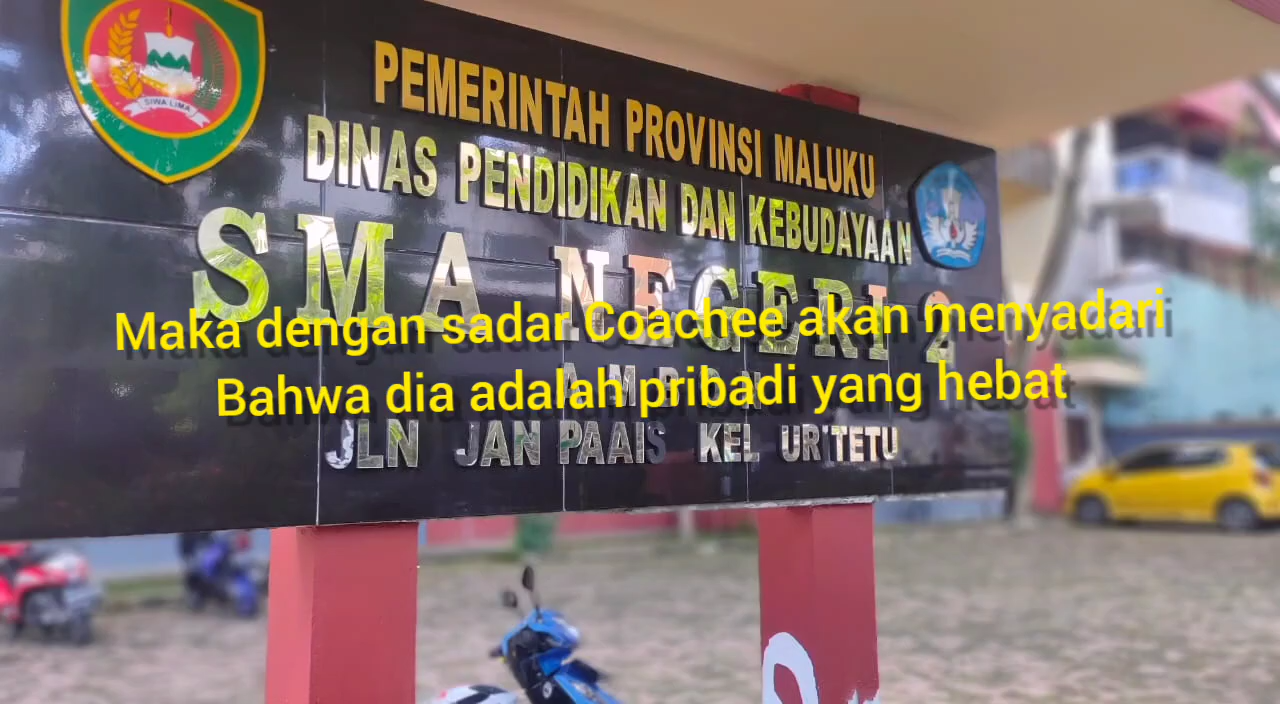 SIWA LIMA
PEMERINTAH PROVINSI MALUKU
DINAS PENDIDIKAN DAN KEBUDAYAAN
SMA NEGERI 2
AMBON
JLN JAN PAAIS KEL URITETU
Maka dengan sadar Coachee akan menyadari
Bahwa dia adalah pribadi yang hebat